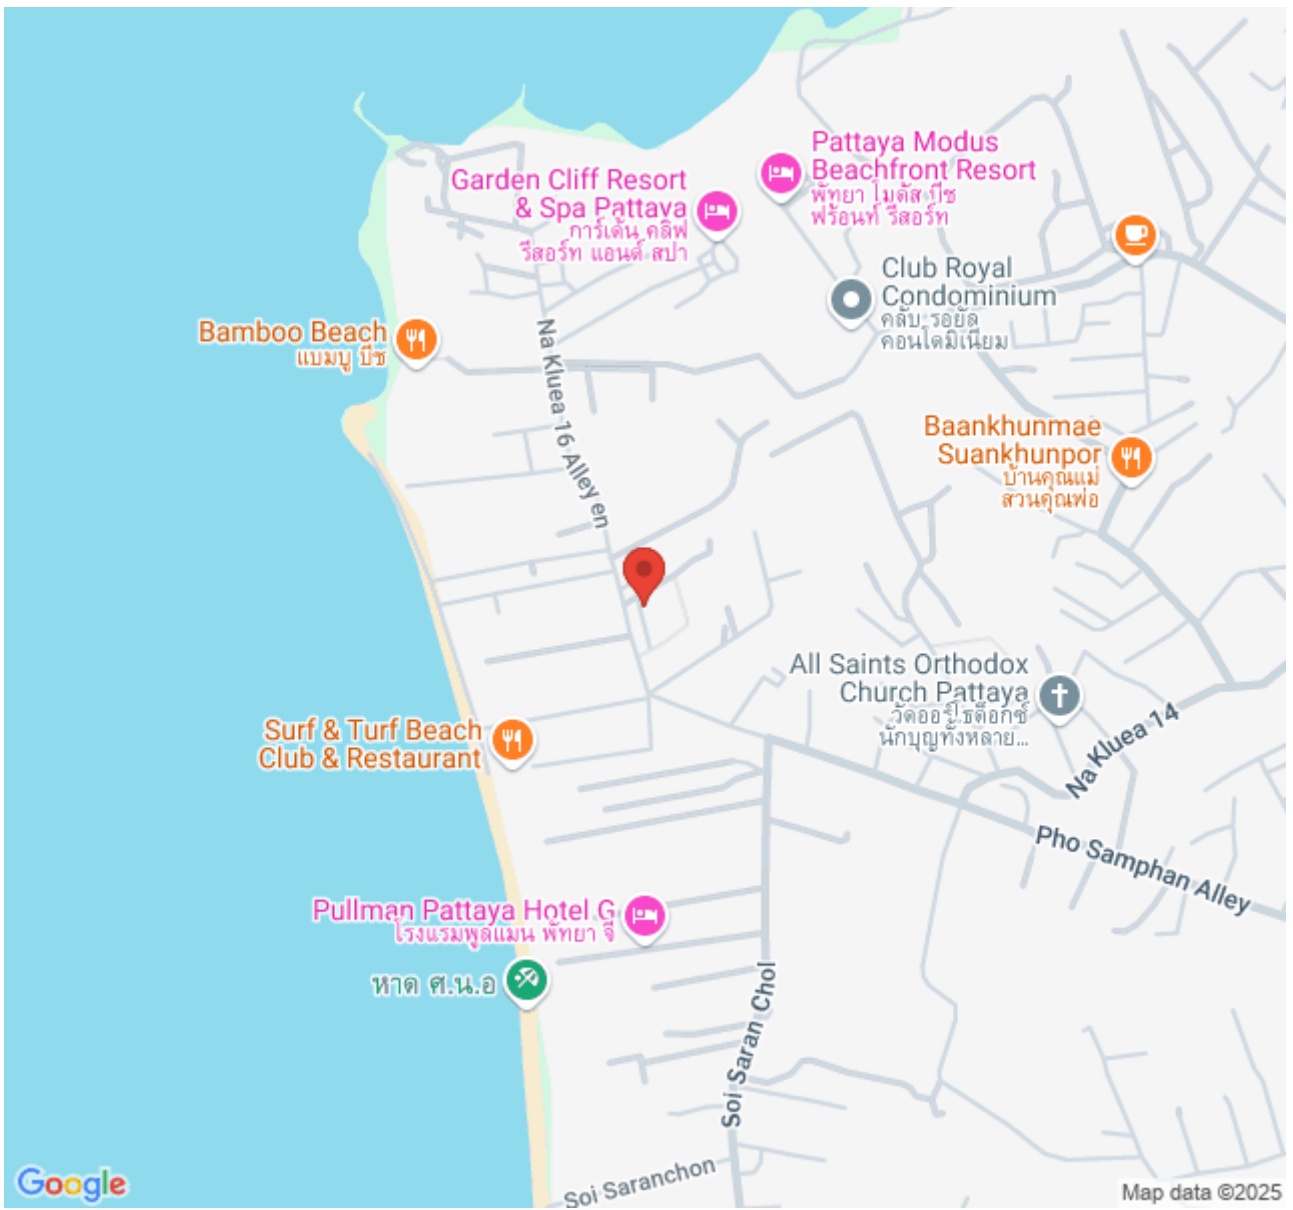 Pattaya Modus
Beachfront Resort
พัทยา โมดัส บีช
ฟร้อนท์ รีสอร์ท
Garden Cliff Resort
& Spa Pattaya
การ์เด้น คลิฟ
รีสอร์ท แอนด์ สปา
Club Royal
Condominium
คลับ รอยัล
คอนโดมิเนียม
Bamboo Beach
แบมบู บีช
Na Kluea 16 Alley en
Baankhunmae
Suankhunpor
บ้านคุณแม่
สวนคุณพ่อ
All Saints Orthodox
Church Pattaya
วัดออร์โธด็อกซ์
นักบุญทั้งหลาย...
Na Kluea 14
Surf & Turf Beach
Club & Restaurant
Pho Samphan Alley
Pullman Pattaya Hotel G
โรงแรมพูลแมน พัทยา จี
หาด ศ.น.อ
Soi Saran Chol
Soi Saranchon
Google
Map data ©2025